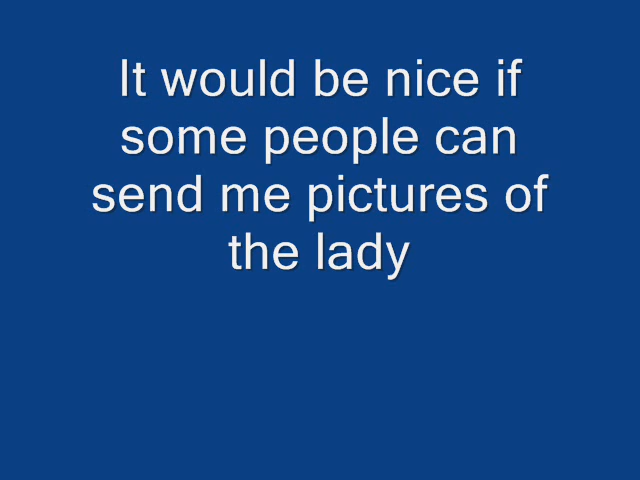 It would be nice if
some people can
send me pictures of
the lady